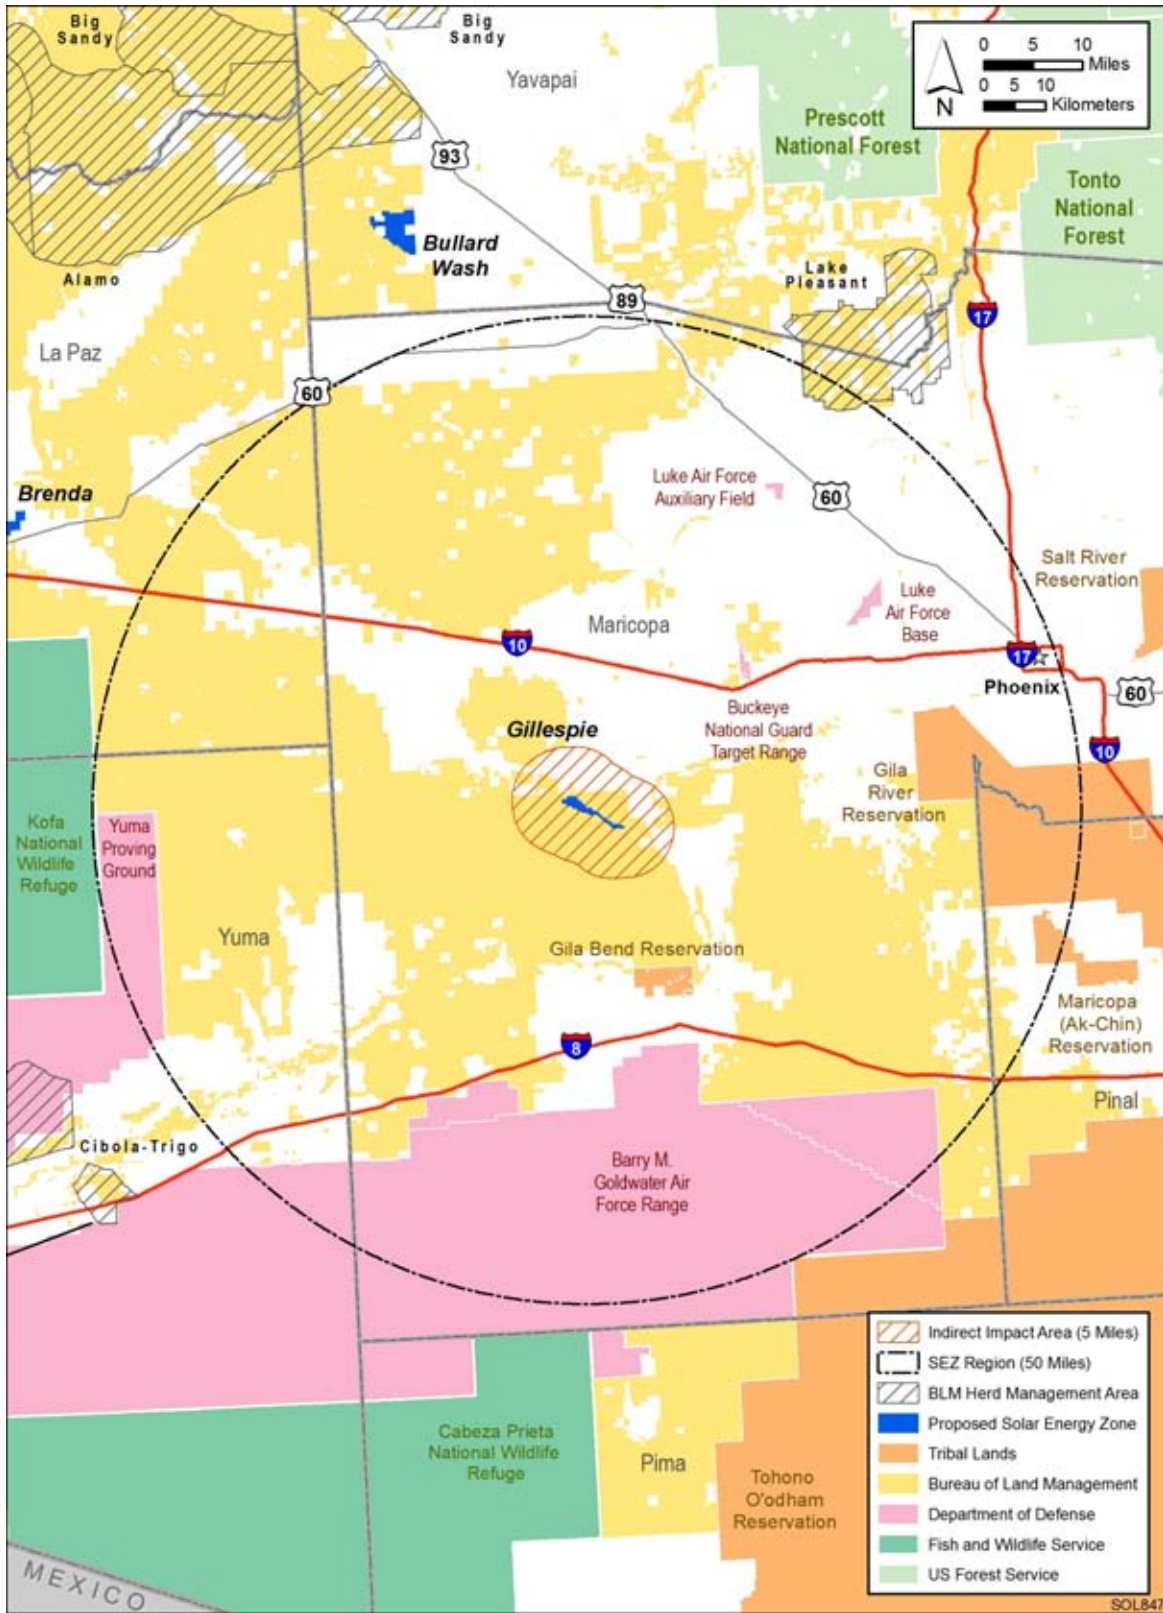 Big
Sandy
Big
Sandy
Yavapai
0 5 10
Miles
0 5 10
Kilometers
N
Prescott
National Forest
93
Tonto
National
Forest
Bullard
Wash
Alamo
Lake
Pleasant
89
17
La Paz
60
Luke Air Force
Auxiliary Field
60
Brenda
Salt River
Reservation
Luke
Air Force
Base
Maricopa
10
17
Phoenix
60
Buckeye
National Guard
Target Range
Gillespie
10
Gila
River
Reservation
Kofa
National
Wildlife
Refuge
Yuma
Proving
Ground
Yuma
Gila Bend Reservation
Maricopa
(Ak-Chin)
Reservation
8
Pinal
Cibola-Trigo
Barry M.
Goldwater Air
Force Range
Cabeza Prieta
National Wildlife
Refuge
Pima
Tohono
O'odham
Reservation
MEXICO
Indirect Impact Area (5 Miles)
SEZ Region (50 Miles)
BLM Herd Management Area
Proposed Solar Energy Zone
Tribal Lands
Bureau of Land Management
Department of Defense
Fish and Wildlife Service
US Forest Service
SOL847